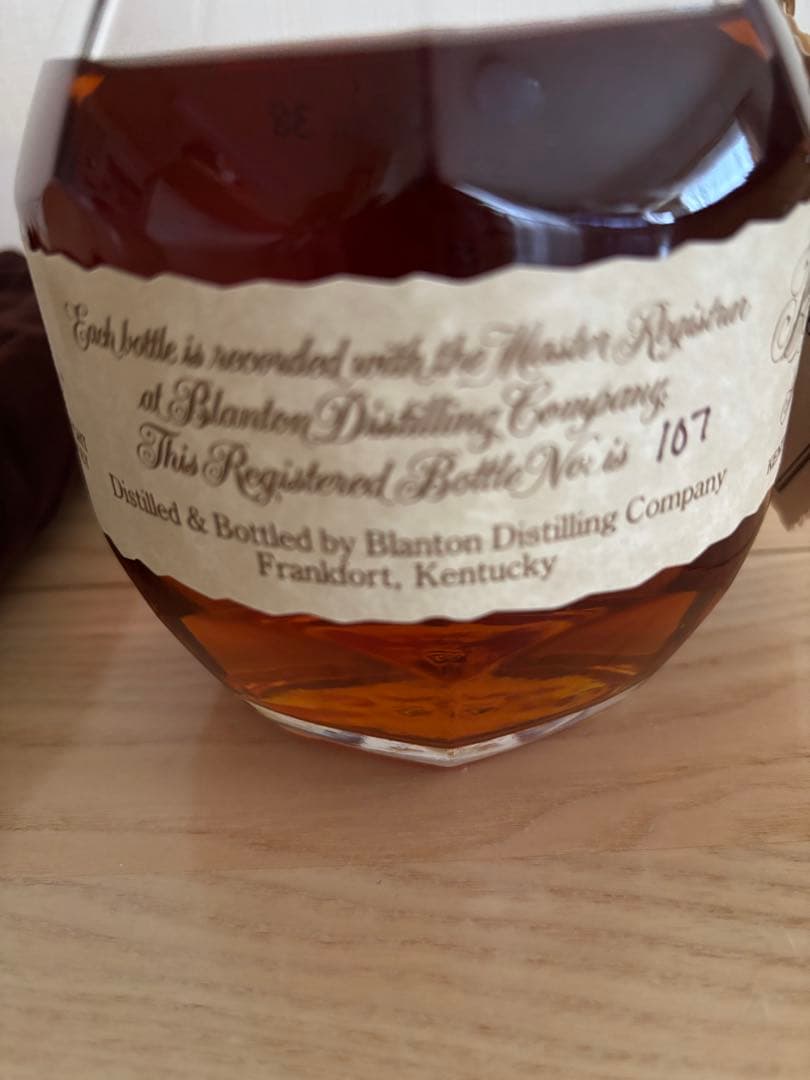 Each bottle is recorded with the Master Registrar
at Blanton Distilling Company.
This Registered Bottle No: is 107
Distilled & Bottled by Blanton Distilling Company
Frankfort, Kentucky